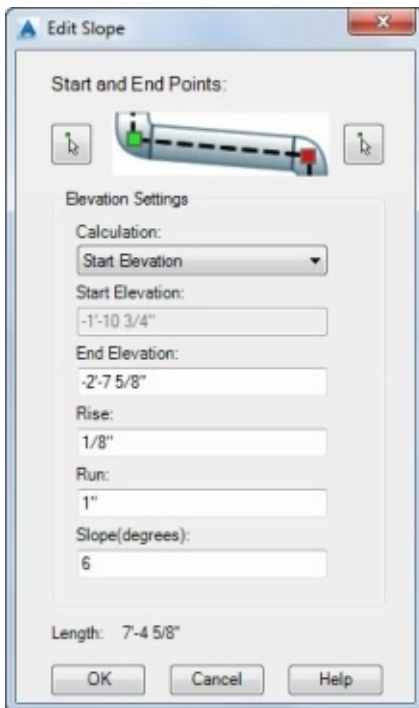 Edit Slope
Start and End Points:
Elevation Settings
Calculation:
Start Elevation
Start Elevation:
-1'-10 3/4"
End Elevation:
-2'-7 5/8"
Rise:
1/8"
Run:
1"
Slope(degrees):
6
Length: 7'-4 5/8"
OK Cancel Help